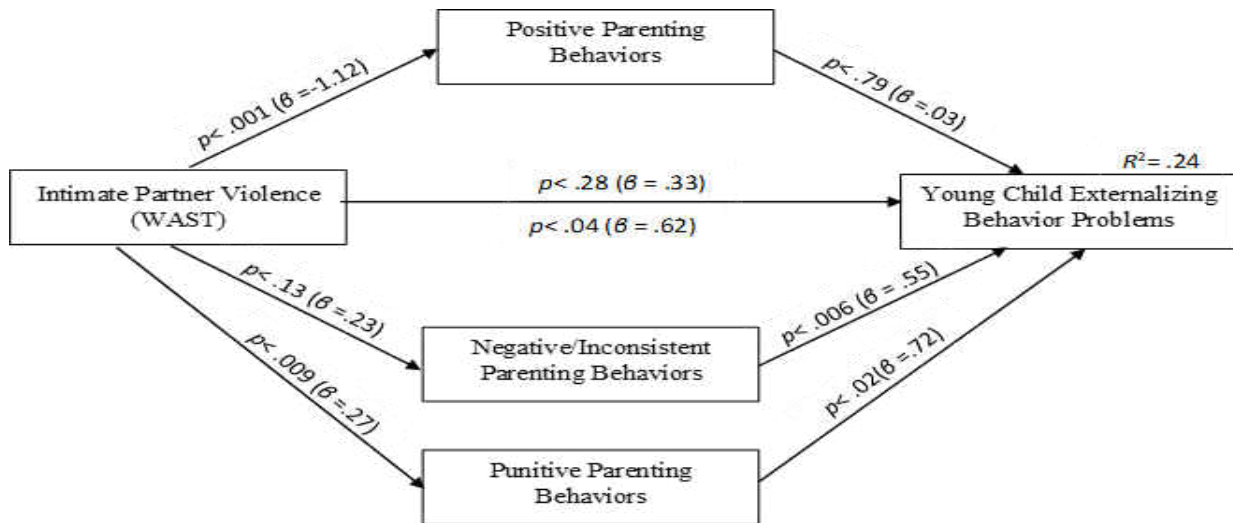 Positive Parenting
Behaviors
p< .001 (β =-1.12)
p< .79 (β =.03)
R²= .24
Intimate Partner Violence
(WAST)
p< .28 (β = .33)
p< .04 (β = .62)
Young Child Externalizing
Behavior Problems
p< .13 (β =.23)
p< .006 (β = .55)
Negative/Inconsistent
Parenting Behaviors
p< .009 (β =.27)
p< .02(β =.72)
Punitive Parenting
Behaviors